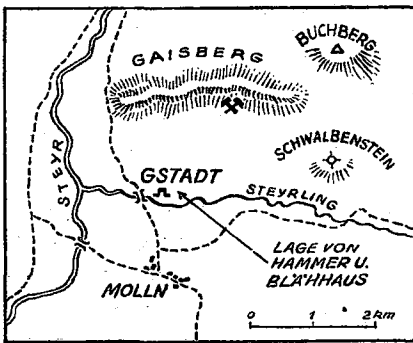 BUCHBERG
GAISBERG
SCHWALBENSTEIN
STEYR
GSTADT
STEYRLING
LAGE VON
HAMMER U.
BLÄHHAUS
MOLLN
0 1 2 km